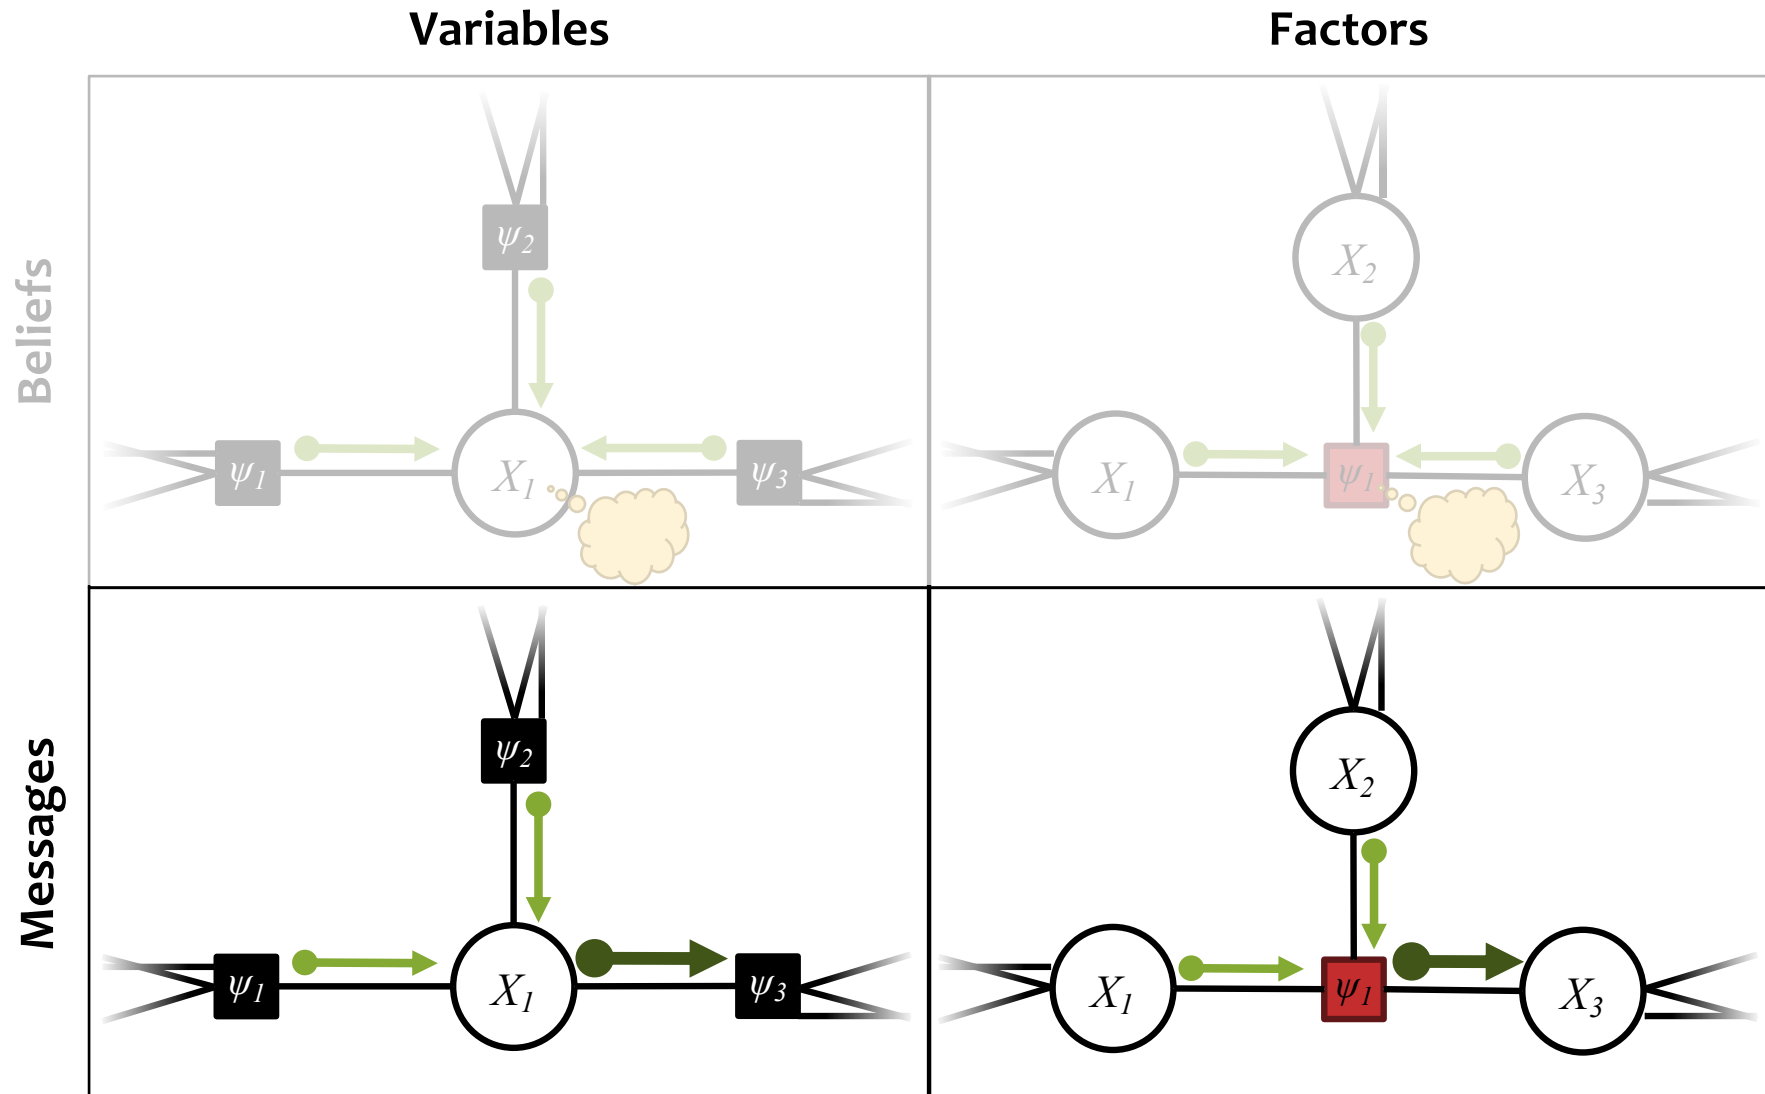 Variables
Factors
Beliefs
ψ2
ψ1
X1
ψ3
X2
X1
ψ1
X3
Messages
ψ2
ψ1
X1
ψ3
X2
X1
ψ1
X3